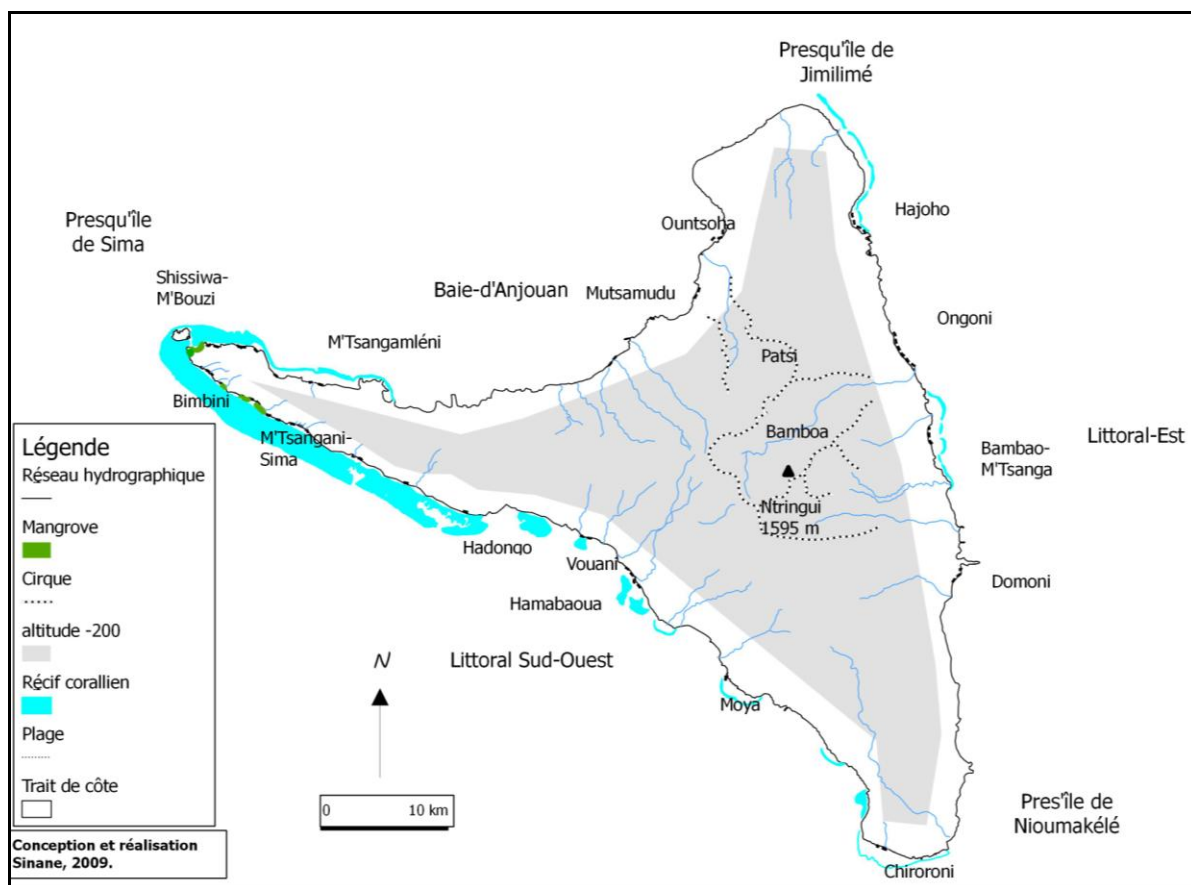 Presqu'île de
Jimilimé
Hajoho
Ountsoha
Presqu'île
de Sima
Shissiwa-
M'Bouzi
Baie-d'Anjouan
Mutsamudu
Ongoni
M'Tsangamléni
Patsi
Bimbini
Bamboa
M'Tsangani-
Sima
Bambao-
M'Tsanga
Littoral-Est
Ntringui
1595 m
Hadongo
Vouani
Domoni
Hamabaoua
Littoral Sud-Ouest
Moya
Pres'île de
Nioumakélé
Chiroroni
N
0 10 km
Légende
Réseau hydrographique
Mangrove
Cirque
altitude -200
Récif corallien
Plage
Trait de côte
Conception et réalisation
Sinane, 2009.